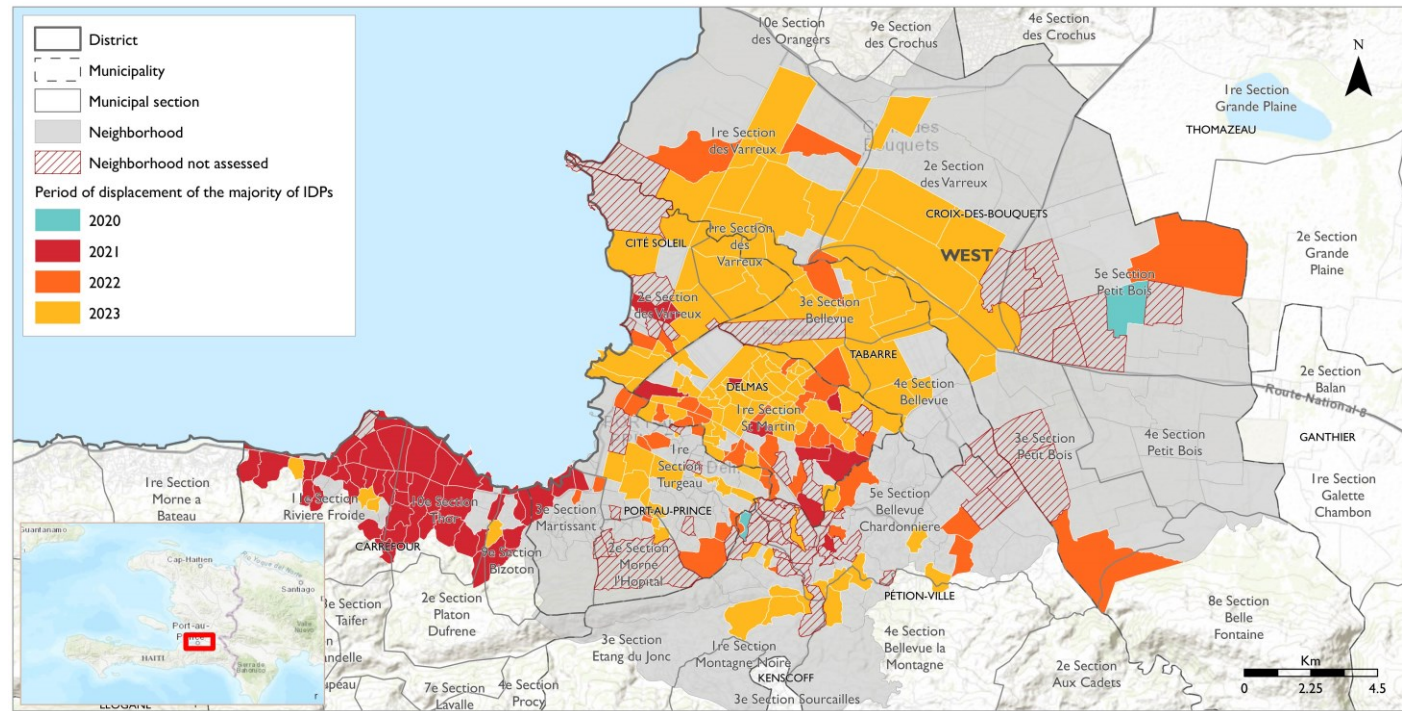 District
Municipality
Municipal section
Neighborhood
Neighborhood not assessed
Period of displacement of the majority of IDPs
2020
2021
2022
2023
10e Section
des Orangers
9e Section
des Crochus
4e Section
des Crochus
N
1re Section
Grande Plaine
THOMAZEAU
1re Section
des Varreux
2e Section
des Varreux
CROIX-DES-BOUQUETS
CITÉ SOLEIL
1re Section
des
Varreux
WEST
2e Section
Grande
Plaine
5e Section
Petit Bois
2e Section
des Varreux
3e Section
Bellevue
TABARRE
DELMAS
4e Section
Bellevue
2e Section
Balan
Route National 8
1re Section
St Martin
GANTHIER
3e Section
Petit Bois
4e Section
Petit Bois
1re
Section
Turgeau
1re Section
Galette
Chambon
1re Section
Morne a
Bateau
11e Section
Riviere Froide
10e Section
Thor
3e Section
Martissant
PORT-AU-PRINCE
5e Section
Bellevue
Chardonniere
CARREFOUR
9e Section
Bizoton
2e Section
Morne
l'Hopital
PÉTION-VILLE
2e Section
Platon
Dufrene
3e Section
Etang du Jonc
1re Section
Montagne Noire
4e Section
Bellevue la
Montagne
8e Section
Belle
Fontaine
KENSCOFF
3e Section Sourcailles
2e Section
Aux Cadets
7e Section
Lavalle
4e Section
Procy
Guantanamo
Cap-Haïtien
Santiago
Port-au-
HAITI
Km
0 2.25 4.5